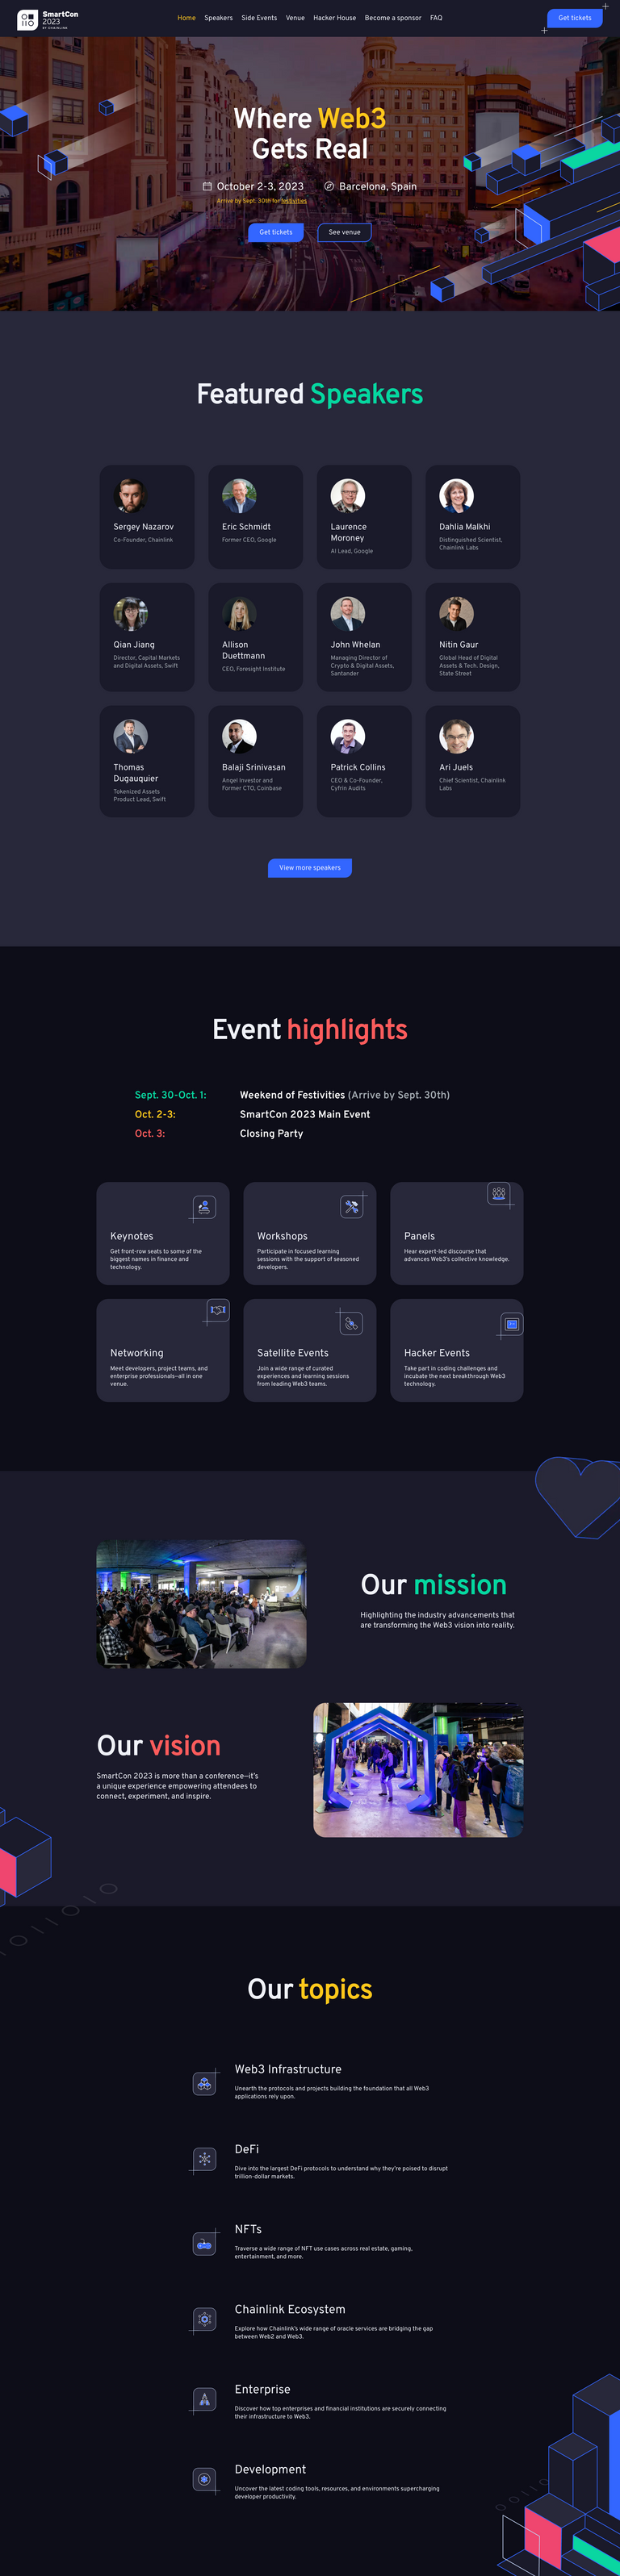 SmartCon
2023
BY CHAINLINK
Home Speakers Side Events Venue Hacker House Become a sponsor FAQ
Get tickets
Where Web3
Gets Real
October 2-3, 2023 Barcelona, Spain
Arrive by Sept. 30th for festivities
Get tickets See venue
Featured Speakers
Sergey Nazarov
Co-Founder, Chainlink
Eric Schmidt
Former CEO, Google
Laurence
Moroney
AI Lead, Google
Dahlia Malkhi
Distinguished Scientist,
Chainlink Labs
Qian Jiang
Director, Capital Markets
and Digital Assets, Swift
Allison
Duettmann
CEO, Foresight Institute
John Whelan
Managing Director of
Crypto & Digital Assets,
Santander
Nitin Gaur
Global Head of Digital
Assets & Tech. Design,
State Street
Thomas
Dugauquier
Tokenized Assets
Product Lead, Swift
Balaji Srinivasan
Angel Investor and
Former CTO, Coinbase
Patrick Collins
CEO & Co-Founder,
Cyfrin Audits
Ari Juels
Chief Scientist, Chainlink
Labs
View more speakers
Event highlights
Sept. 30-Oct. 1: Weekend of Festivities (Arrive by Sept. 30th)
Oct. 2-3: SmartCon 2023 Main Event
Oct. 3: Closing Party
Keynotes
Get front-row seats to some of the
biggest names in finance and
technology.
Workshops
Participate in focused learning
sessions with the support of seasoned
developers.
Panels
Hear expert-led discourse that
advances Web3's collective knowledge.
Networking
Meet developers, project teams, and
enterprise professionals—all in one
venue.
Satellite Events
Join a wide range of curated
experiences and learning sessions
from leading Web3 teams.
Hacker Events
Take part in coding challenges and
incubate the next breakthrough Web3
technology.
Our mission
Highlighting the industry advancements that
are transforming the Web3 vision into reality.
Our vision
SmartCon 2023 is more than a conference—it's
a unique experience empowering attendees to
connect, experiment, and inspire.
Our topics
Web3 Infrastructure
Unearth the protocols and projects building the foundation that all Web3
applications rely upon.
DeFi
Dive into the largest DeFi protocols to understand why they're poised to disrupt
trillion-dollar markets.
NFTs
Traverse a wide range of NFT use cases across real estate, gaming,
entertainment, and more.
Chainlink Ecosystem
Explore how Chainlink's wide range of oracle services are bridging the gap
between Web2 and Web3.
Enterprise
Discover how top enterprises and financial institutions are securely connecting
their infrastructure to Web3.
Development
Uncover the latest coding tools, resources, and environments supercharging
developer productivity.